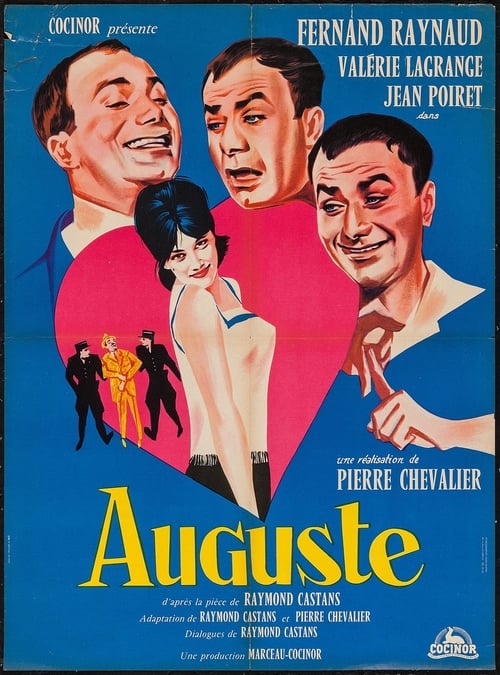 COCINOR présente
FERNAND RAYNAUD
VALÉRIE LAGRANGE
JEAN POIRET
dans
une réalisation de
PIERRE CHEVALIER
AUGUSTE
d'après la pièce de RAYMOND CASTANS
Adaptation de RAYMOND CASTANS et PIERRE CHEVALIER
Dialogues de RAYMOND CASTANS
Une production MARCEAU-COCINOR
COCINOR